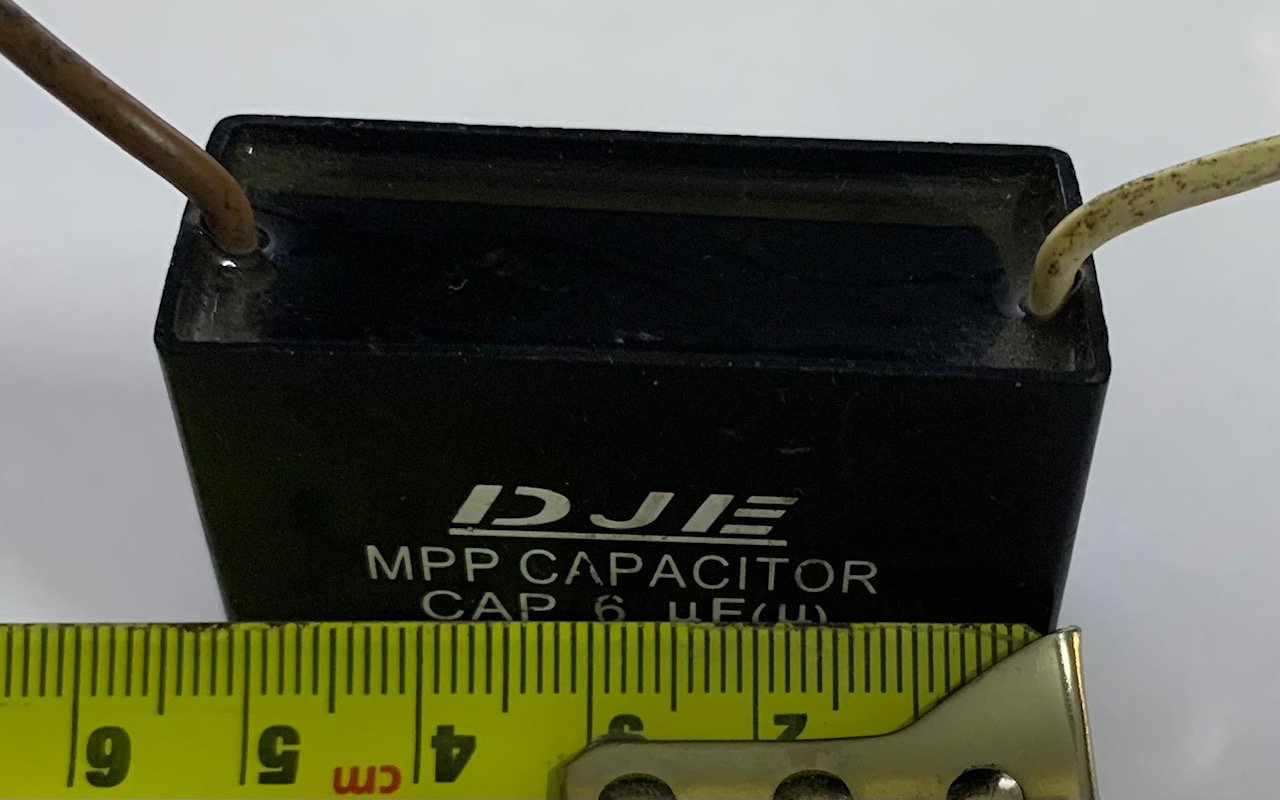 DJE
MPP CAPACITOR
CAP 6 µF(µ)
6 5 cm 4 3 2